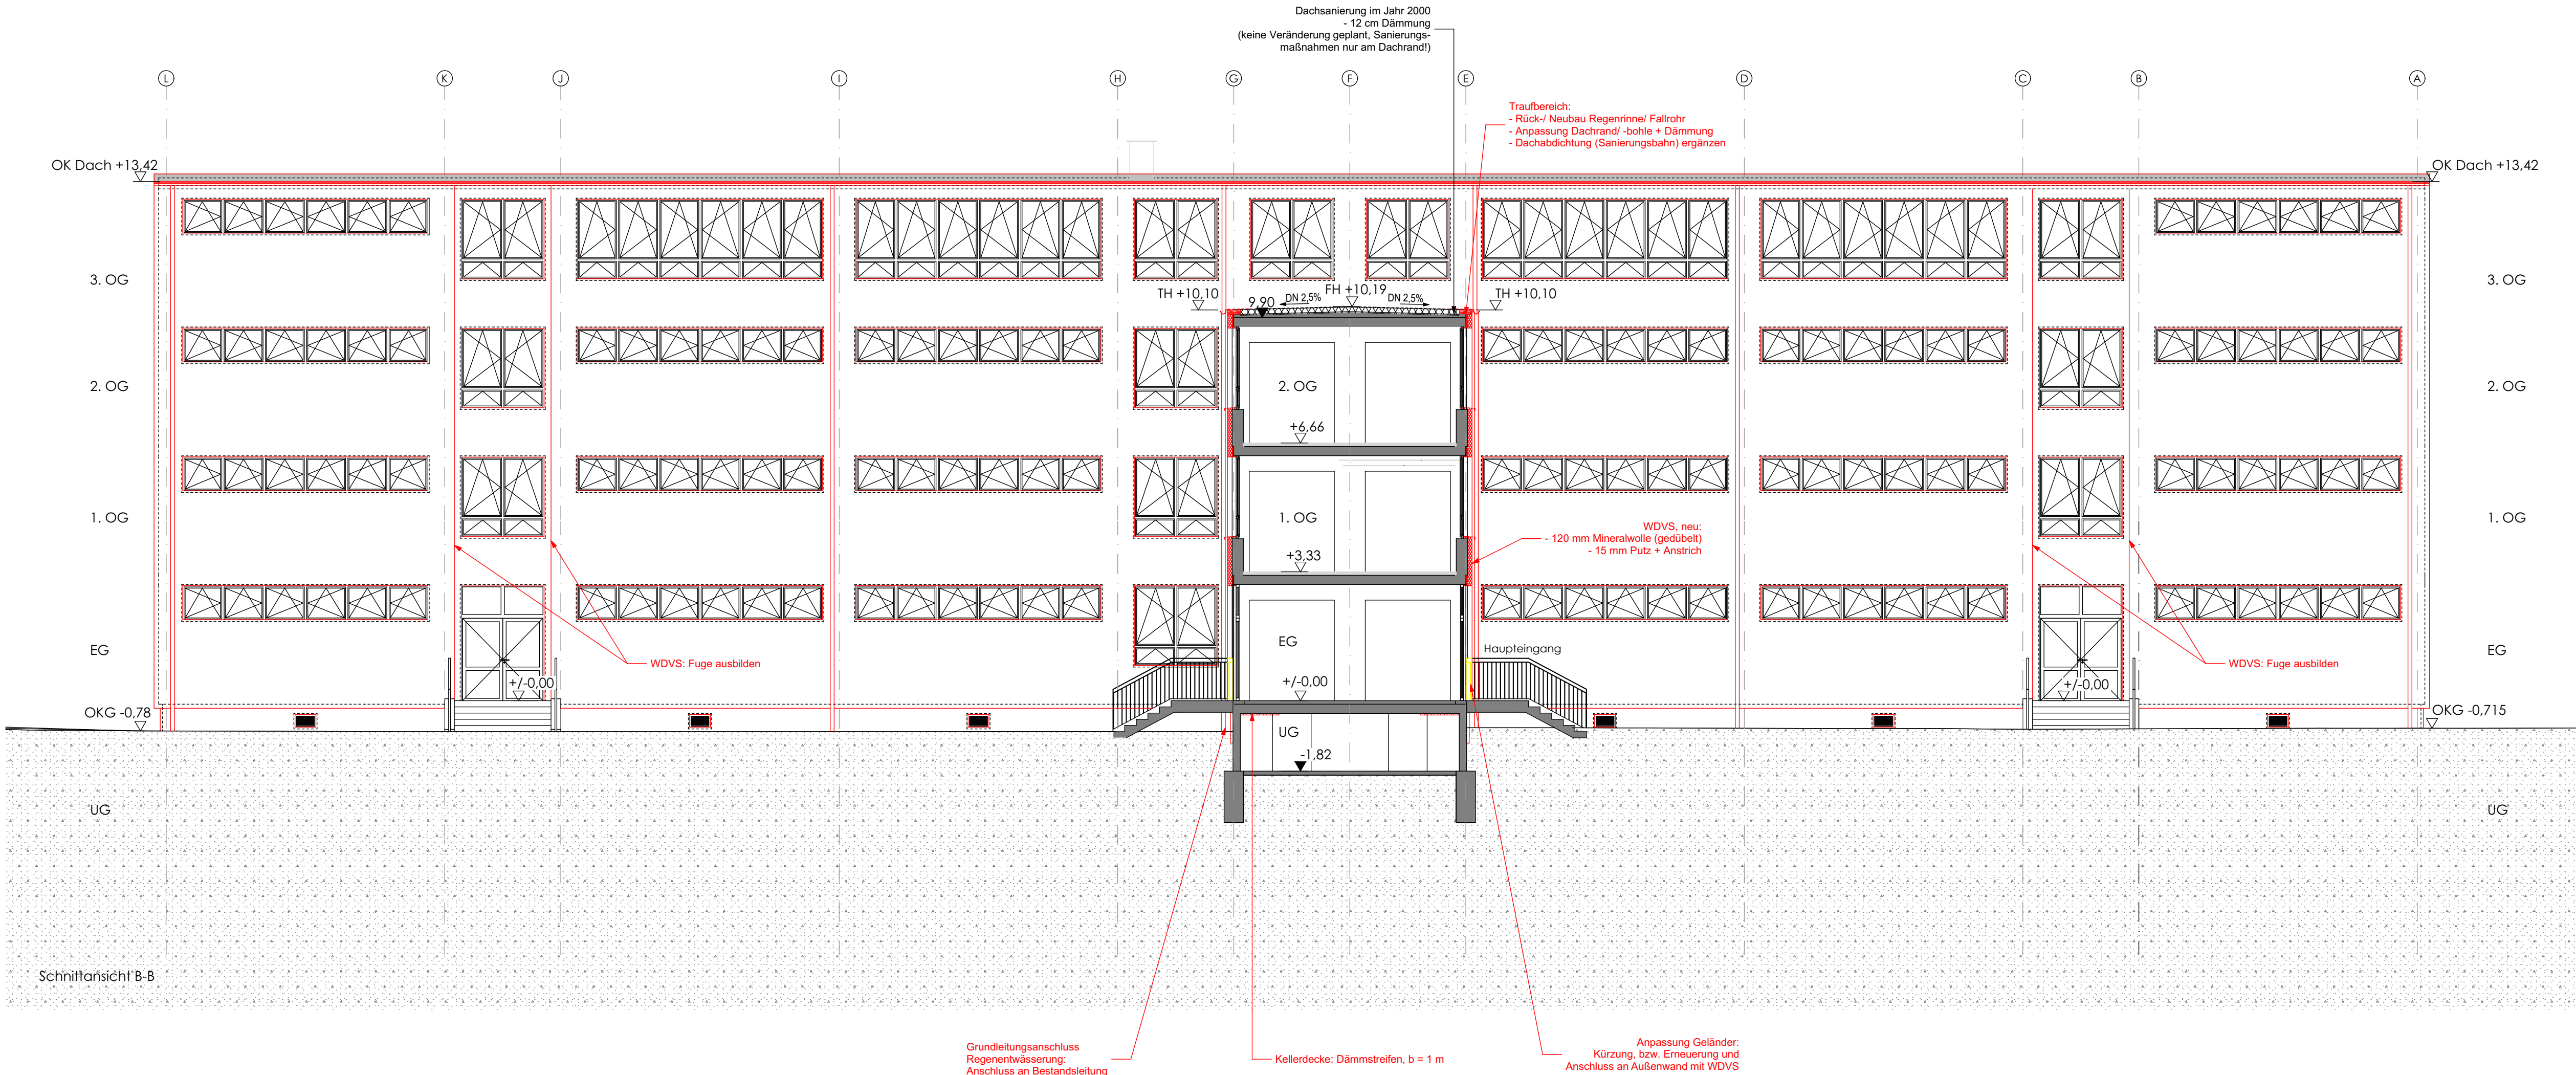 Dachsanierung im Jahr 2000
- 12 cm Dämmung
(keine Veränderung geplant, Sanierungs-
maßnahmen nur am Dachrand!)
L K J I H G F E D C B A
Traufbereich:
- Rück-/ Neubau Regenrinne/ Fallrohr
- Anpassung Dachrand/ -bohle + Dämmung
- Dachabdichtung (Sanierungsbahn) ergänzen
OK Dach +13,42
OK Dach +13,42
3. OG
3. OG
TH +10,10
9,90
DN 2,5%
FH +10,19
DN 2,5%
TH +10,10
2. OG
2. OG
2. OG
+6,66
1. OG
1. OG
1. OG
WDVS, neu:
- 120 mm Mineralwolle (gedübelt)
- 15 mm Putz + Anstrich
+3,33
EG
EG
EG
Haupteingang
WDVS: Fuge ausbilden
WDVS: Fuge ausbilden
+/-0,00
+/-0,00
+/-0,00
OKG -0,78
OKG -0,715
UG
-1,82
UG
UG
Schnittansicht B-B
Grundleitungsanschluss
Regenentwässerung:
Anschluss an Bestandsleitung
Kellerdecke: Dämmstreifen, b = 1 m
Anpassung Geländer:
Kürzung, bzw. Erneuerung und
Anschluss an Außenwand mit WDVS